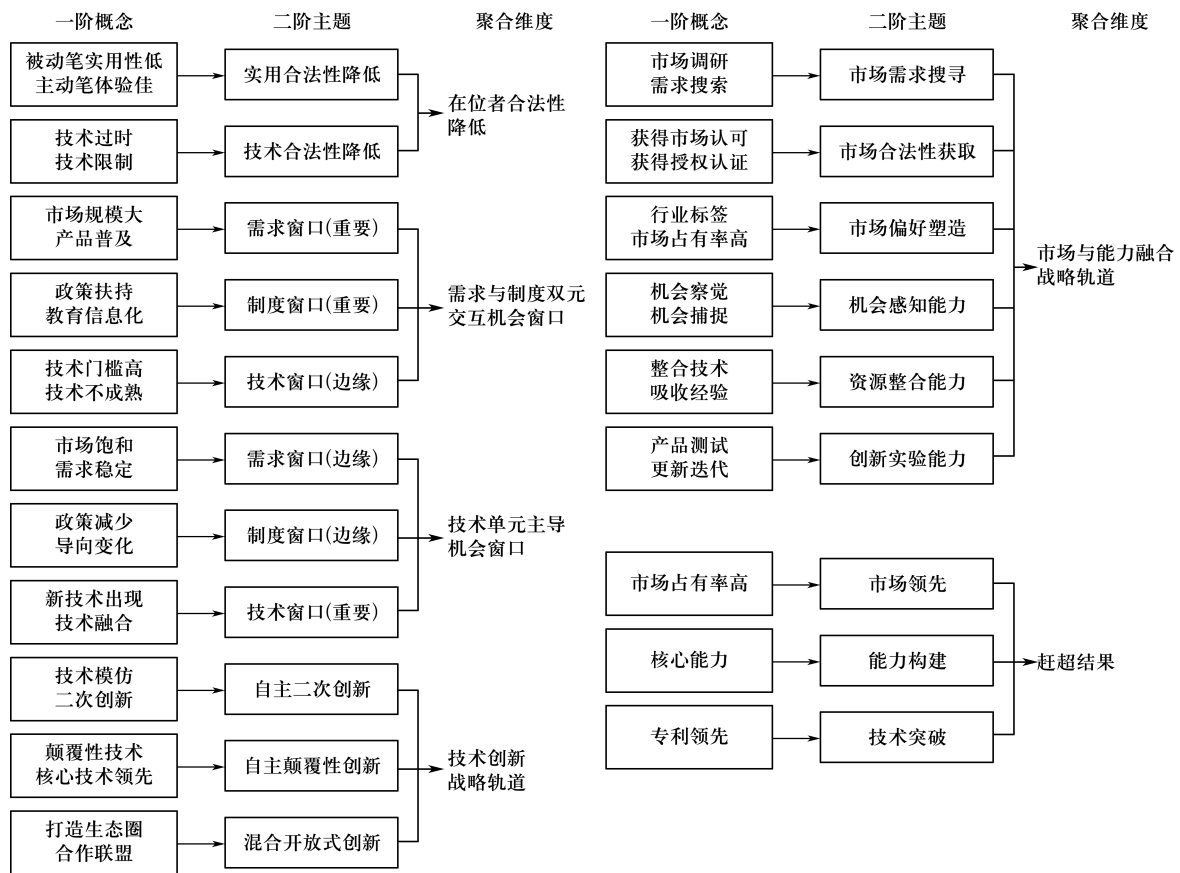 一阶概念
二阶主题
聚合维度
被动笔实用性低
主动笔体验佳
实用合法性降低
技术过时
技术限制
技术合法性降低
在位者合法性
降低
市场规模大
产品普及
需求窗口(重要)
政策扶持
教育信息化
制度窗口(重要)
技术门槛高
技术不成熟
技术窗口(边缘)
需求与制度双元
交互机会窗口
市场饱和
需求稳定
需求窗口(边缘)
政策减少
导向变化
制度窗口(边缘)
新技术出现
技术融合
技术窗口(重要)
技术单元主导
机会窗口
技术模仿
二次创新
自主二次创新
颠覆性技术
核心技术领先
自主颠覆性创新
打造生态圈
合作联盟
混合开放式创新
技术创新
战略轨道
一阶概念
二阶主题
聚合维度
市场调研
需求搜索
市场需求搜寻
获得市场认可
获得授权认证
市场合法性获取
行业标签
市场占有率高
市场偏好塑造
机会察觉
机会捕捉
机会感知能力
整合技术
吸收经验
资源整合能力
产品测试
更新迭代
创新实验能力
市场与能力融合
战略轨道
市场占有率高
市场领先
核心能力
能力构建
专利领先
技术突破
赶超结果